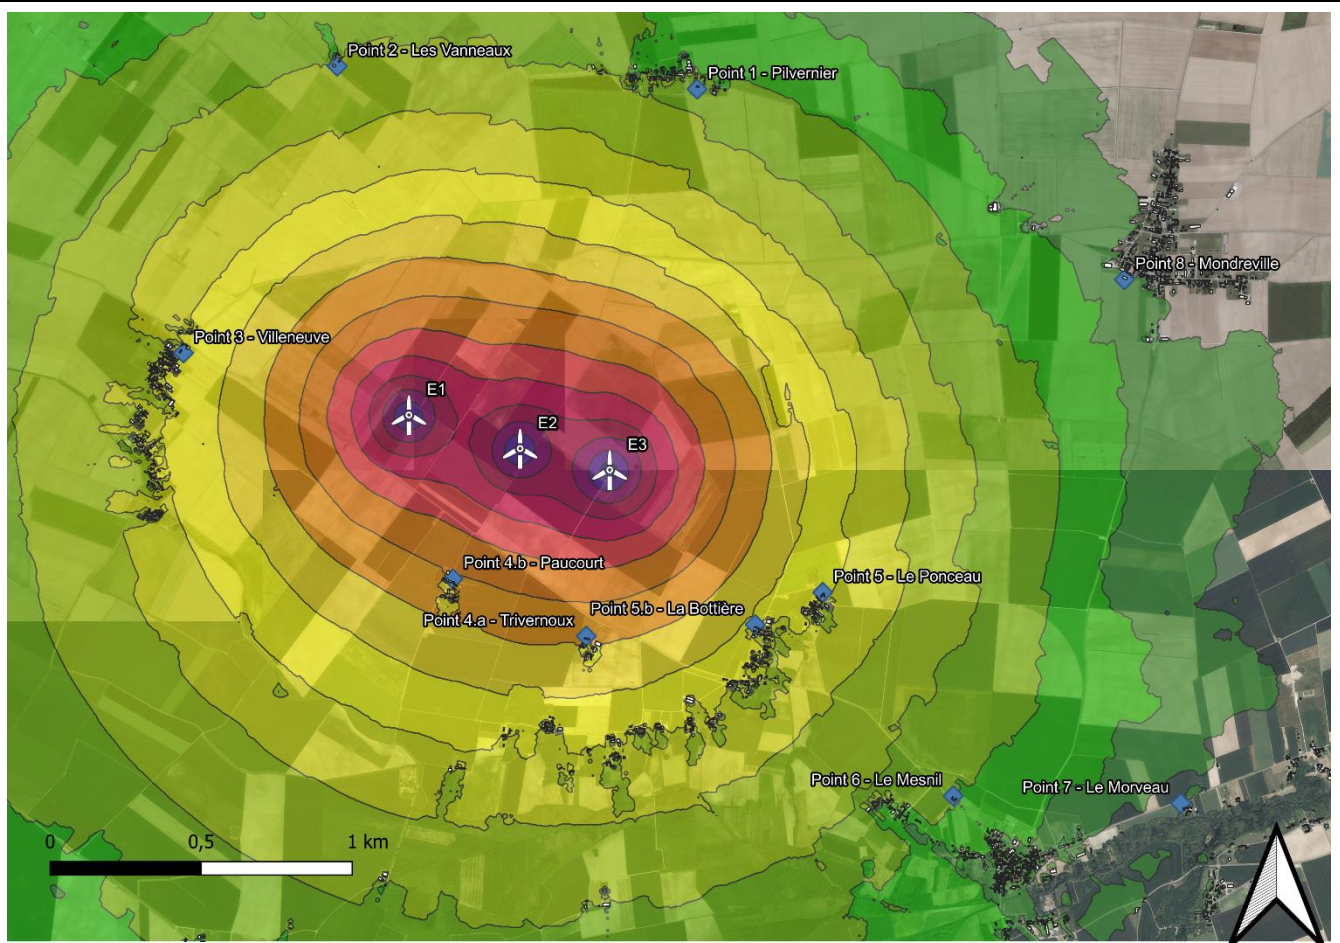 Point 2 - Les Vanneaux
Point 1 - Pilvernier
Point 8 - Mondreville
Point 3 - Villeneuve
E1
E2
E3
Point 4.b - Paucourt
Point 5 - Le Ponceau
Point 5.b - La Bottière
Point 4.a - Trivernoux
Point 6 - Le Mesnil
Point 7 - Le Morveau
0 0,5 1 km